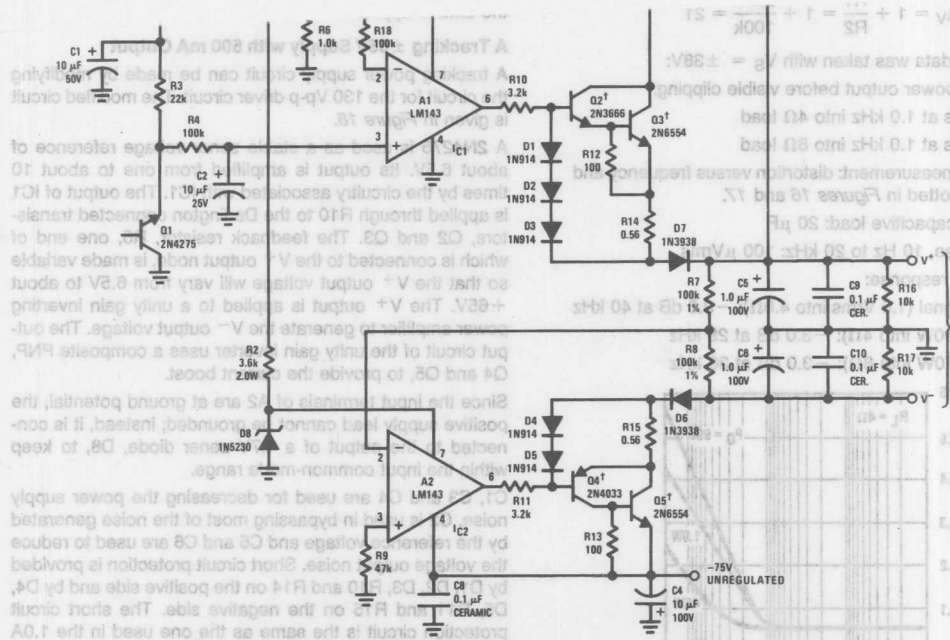 C1
10 µF
50V
+
R3
22k
R4
100k
C2
10 µF
25V
+
Q1
2N4275
R6
1.0k
R18
100k
2
7
A1
LM143
6
3
4
IC1
R10
3.2k
D1
1N914
D2
1N914
D3
1N914
Q2†
2N3666
Q3†
2N6554
R12
100
R14
0.56
D7
1N3938
R7
100k
1%
C5
1.0 µF
100V
C9
0.1 µF
CER.
R16
10k
V+
R8
100k
1%
C6
1.0 µF
100V
C10
0.1 µF
CER.
R17
10k
V−
R2
3.6k
2.0W
D8
1N5230
2
7
A2
LM143
6
3
4
IC2
R9
47k
C8
0.1 µF
CERAMIC
R11
3.2k
D4
1N914
D5
1N914
Q4†
2N4033
Q5†
2N6554
R13
100
R15
0.56
D6
1N3938
−75V
UNREGULATED
C4
10 µF
100V
+
A Tracking Supply with 500 mA Output
A tracking power supply circuit can be made by modifying
the circuit for the 130 Vp-p driver circuit. The modified circuit
is given in Figure 18.
about 6.5V. Its output is amplified from one to about 10
times by the circuitry associated with IC1. The output of IC1
is applied through R10 to the Darlington connected transis-
tors, Q2 and Q3. The feedback resistor, R6, one end of
which is connected to the V+ output node, is made variable
so that the V+ output voltage will vary from 6.5V to about
+65V. The V+ output is applied to a unity gain inverting
power amplifier to generate the V− output voltage. The out-
put circuit of the unity gain inverter uses a composite PNP,
Q4 and Q5, to provide the current boost.
Since the input terminals of A2 are at ground potential, the
positive supply lead cannot be grounded; instead, it is con-
nected to the output of a zener diode, D8, to keep
within the input common-mode range.
C1, C3 and C4 are used for decreasing the power supply
noise. C2 is used in bypassing most of the noise generated
by the reference voltage and C5 and C6 are used to reduce
the voltage output noise. Short circuit protection is provided
by D1, D2, D3, R10 and R14 on the positive side and by D4,
D5, R11 and R15 on the negative side. The short circuit
protection circuit is the same as the one used in the 1.0A
data was taken with VS = ±38V:
power output before visible clipping
at 1.0 kHz into 4Ω load
at 1.0 kHz into 8Ω load
measurement: distortion versus frequency and
Figures 16 and 17.
capacitive load: 20 µF
10 Hz to 20 kHz: 100
response: